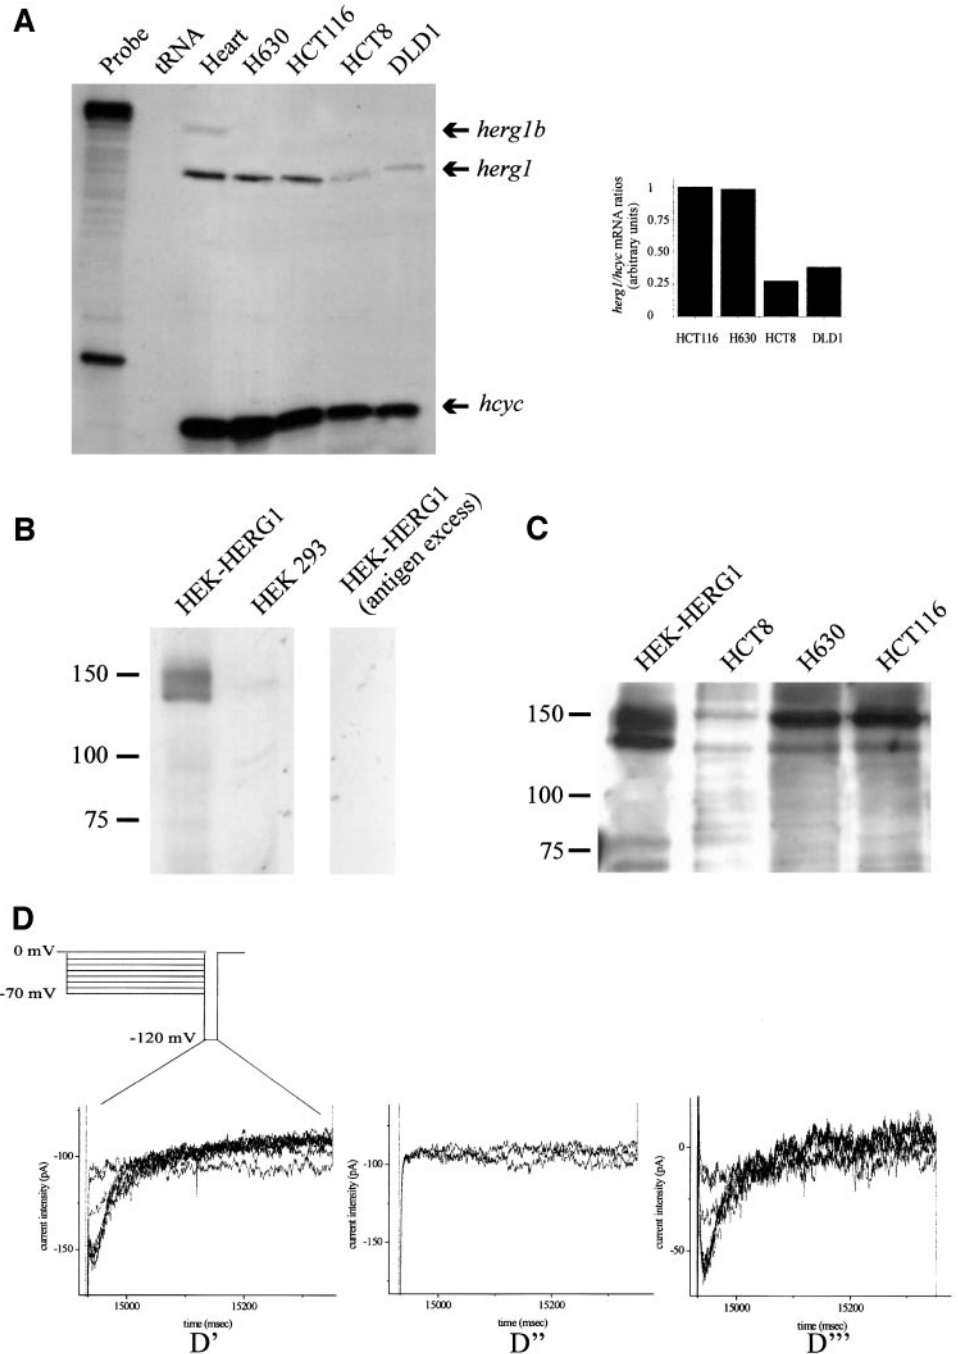 A
Probe
tRNA
Heart
H630
HCT116
HCT8
DLD1
herg1b
herg1
hcyc
herg1/hcyc mRNA ratios
(arbitrary units)
1
0.75
0.50
0.25
0
HCT116 H630 HCT8 DLD1
B
HEK-HERG1
HEK 293
HEK-HERG1
(antigen excess)
150
100
75
C
HEK-HERG1
HCT8
H630
HCT116
150
100
75
D
0 mV
-70 mV
-120 mV
current intensity (pA)
-100
-150
15000 15200
time (msec)
D'
current intensity (pA)
-100
-150
15000 15200
time (msec)
D''
current intensity (pA)
0
-50
15000 15200
time (msec)
D'''